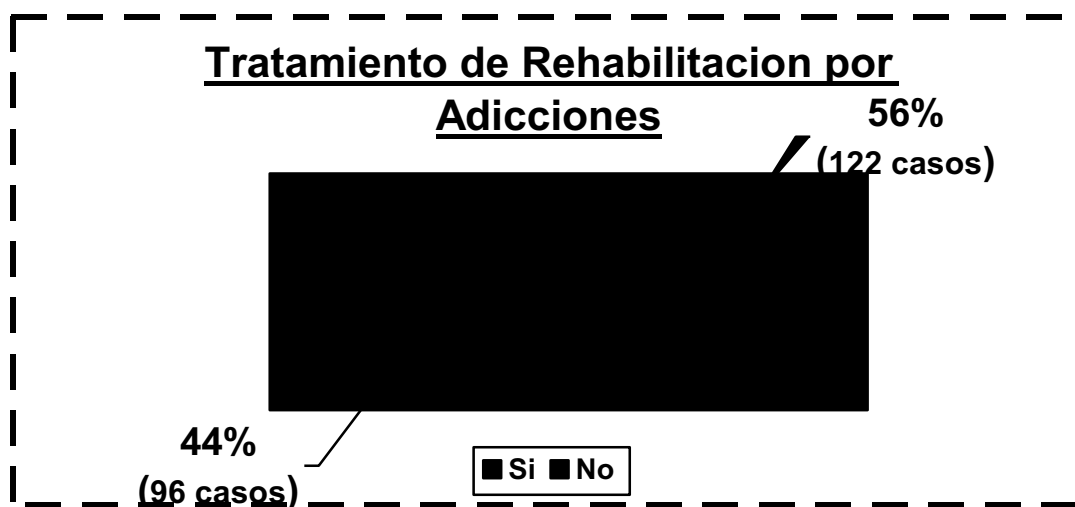 Tratamiento de Rehabilitacion por
Adicciones
56%
(122 casos)
44%
(96 casos)
Si No